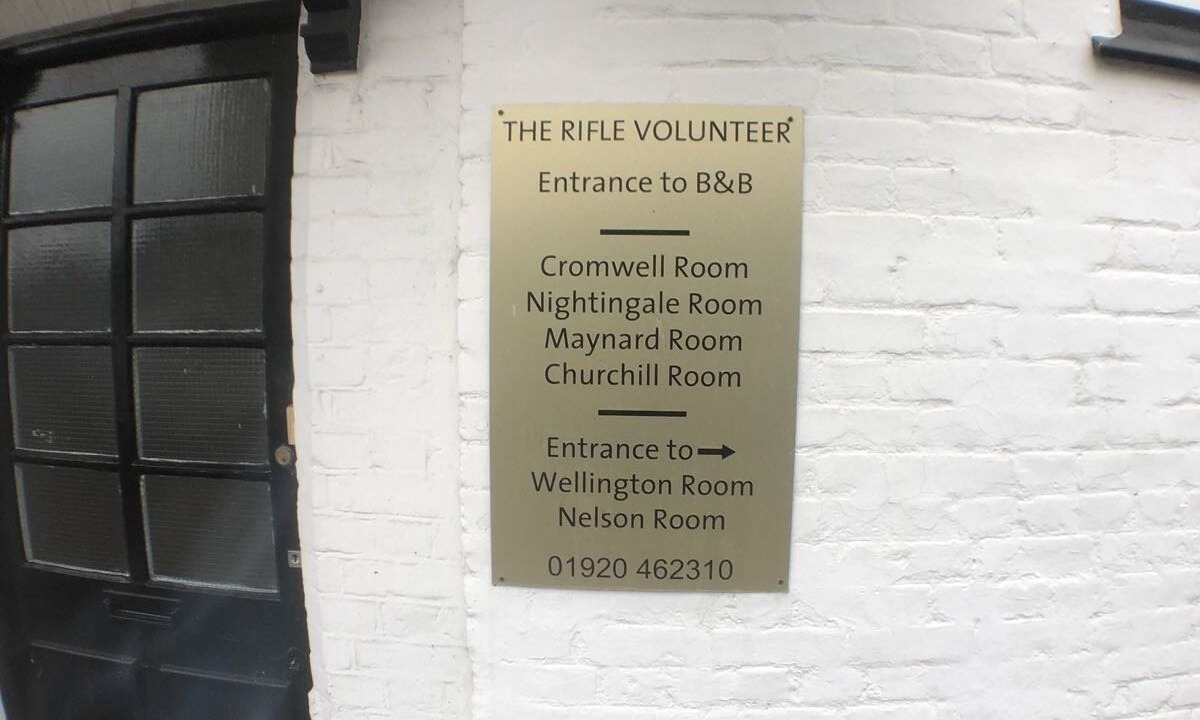 THE RIFLE VOLUNTEER
Entrance to B&B
Cromwell Room
Nightingale Room
Maynard Room
Churchill Room
Entrance to →
Wellington Room
Nelson Room
01920 462310